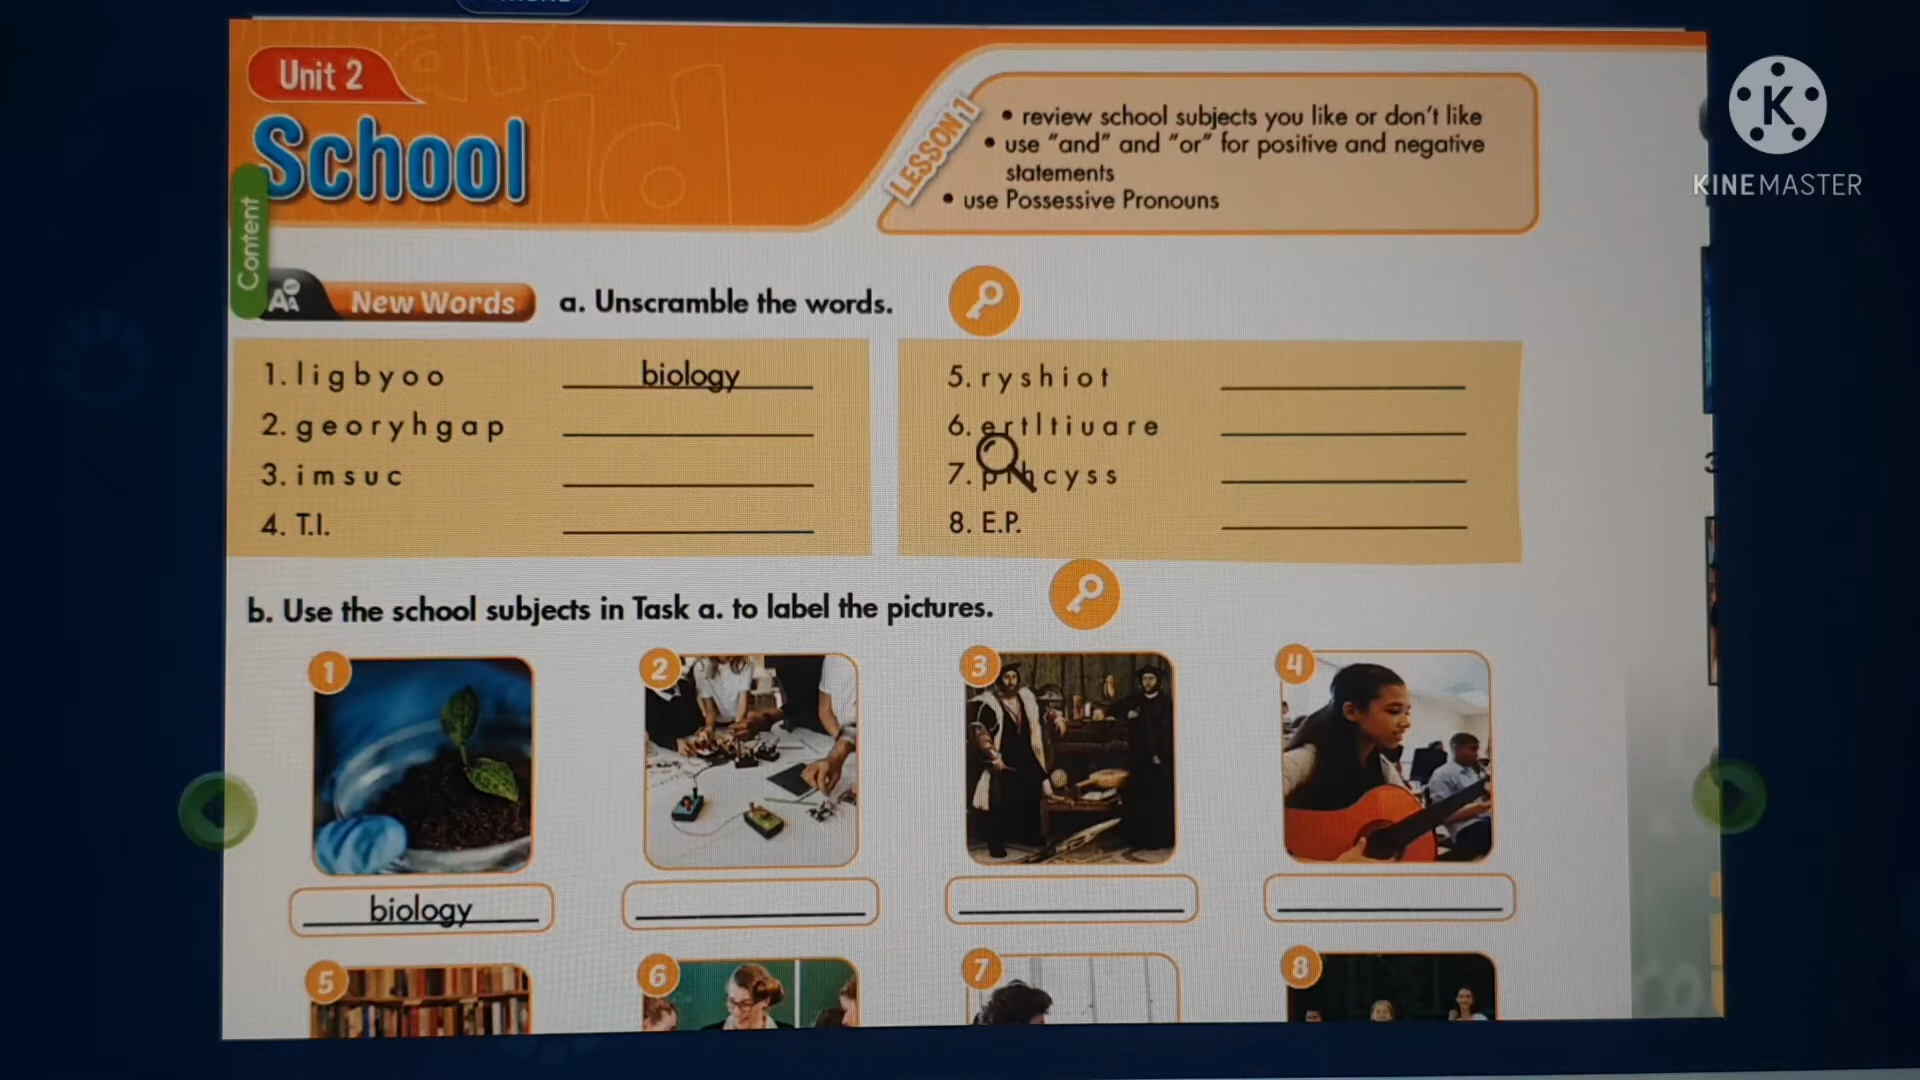 Unit 2
School
LESSON 1
• review school subjects you like or don't like
• use "and" and "or" for positive and negative
statements
• use Possessive Pronouns
K
KINEMASTER
Content
New Words
a. Unscramble the words.
1. l i g b y o o biology
2. g e o r y h g a p
3. i m s u c
4. T.I.
5. r y s h i o t
6. e r t l t i u a r e
7. p i h c y s s
8. E.P.
b. Use the school subjects in Task a. to label the pictures.
1
2
3
4
biology
5
6
7
8